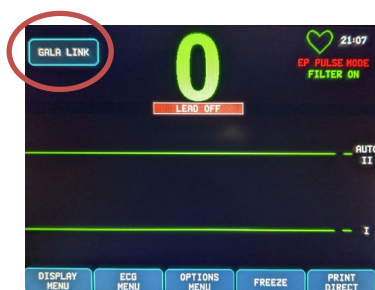 GALA LINK
0
21:07
EP PULSE MODE
FILTER ON
LEAD OFF
AUTO
II
I
DISPLAY MENU
ECG MENU
OPTIONS MENU
FREEZE
PRINT DIRECT